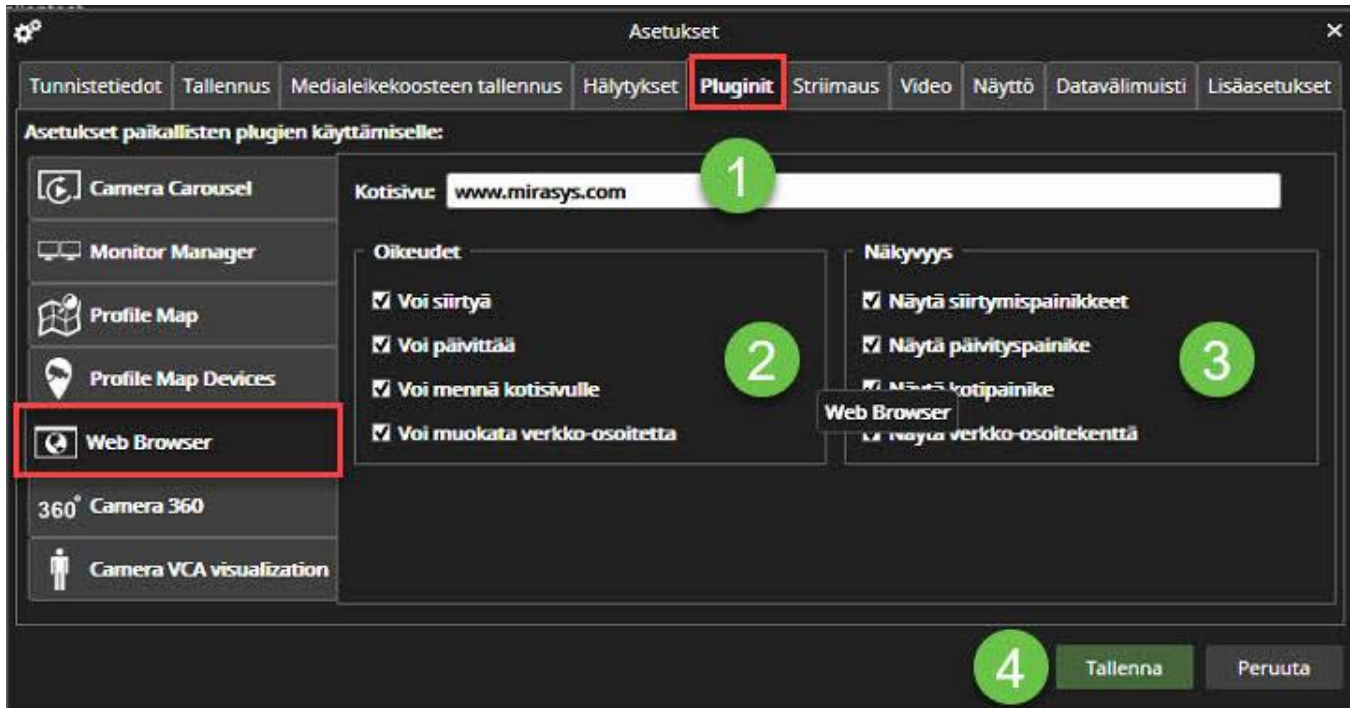 Asetukset
Tunnistetiedot Tallennus Medialeikekoosteen tallennus Hälytykset Pluginit Striimaus Video Näyttö Datavälimuisti Lisäasetukset
Asetukset paikallisten plugien käyttämiselle:
Camera Carousel
Monitor Manager
Profile Map
Profile Map Devices
Web Browser
360° Camera 360
Camera VCA visualization
1
Kotisivu: www.mirasys.com
Oikeudet
Voi siirtyä
Voi päivittää
Voi mennä kotisivulle
Voi muokata verkko-osoitetta
2
Näkyvyys
Näytä siirtymispainikkeet
Näytä päivityspainike
Näytä kotipainike
Näytä verkko-osoitekenttä
3
Web Browser
4
Tallenna
Peruuta